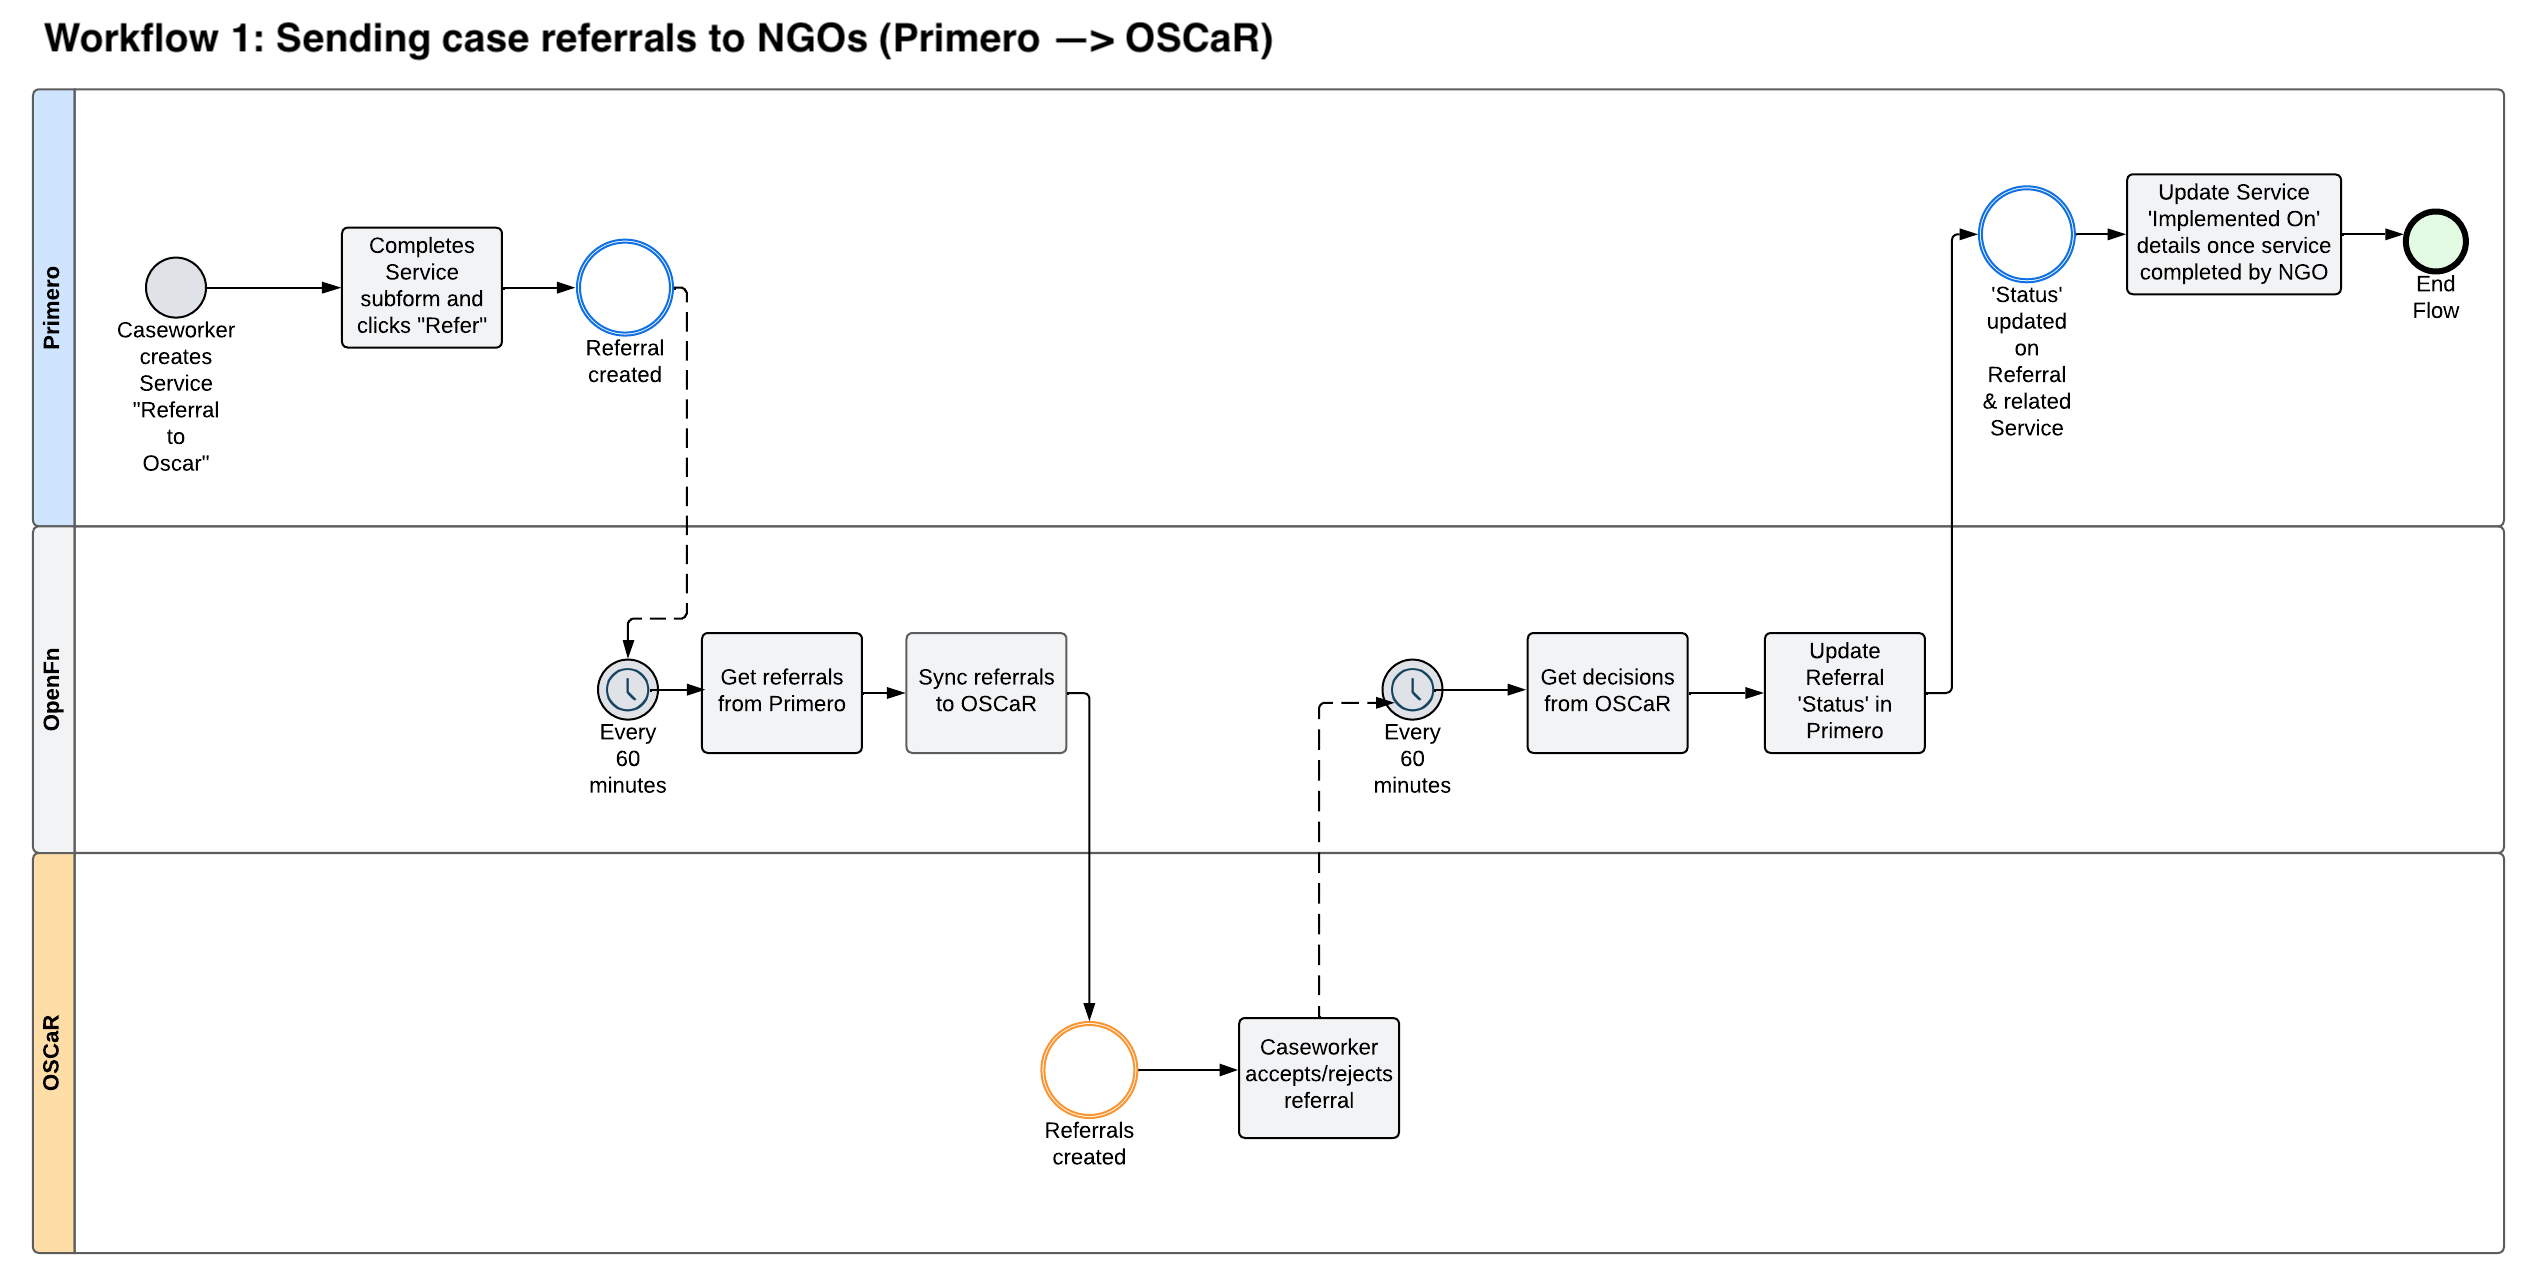 Workflow 1: Sending case referrals to NGOs (Primero —> OSCaR)
Primero
Caseworker
creates
Service
"Referral
to
Oscar"
Completes
Service
subform and
clicks "Refer"
Referral
created
'Status'
updated
on
Referral
& related
Service
Update Service
'Implemented On'
details once service
completed by NGO
End
Flow
OpenFn
Every
60
minutes
Get referrals
from Primero
Sync referrals
to OSCaR
Every
60
minutes
Get decisions
from OSCaR
Update
Referral
'Status' in
Primero
OSCaR
Referrals
created
Caseworker
accepts/rejects
referral